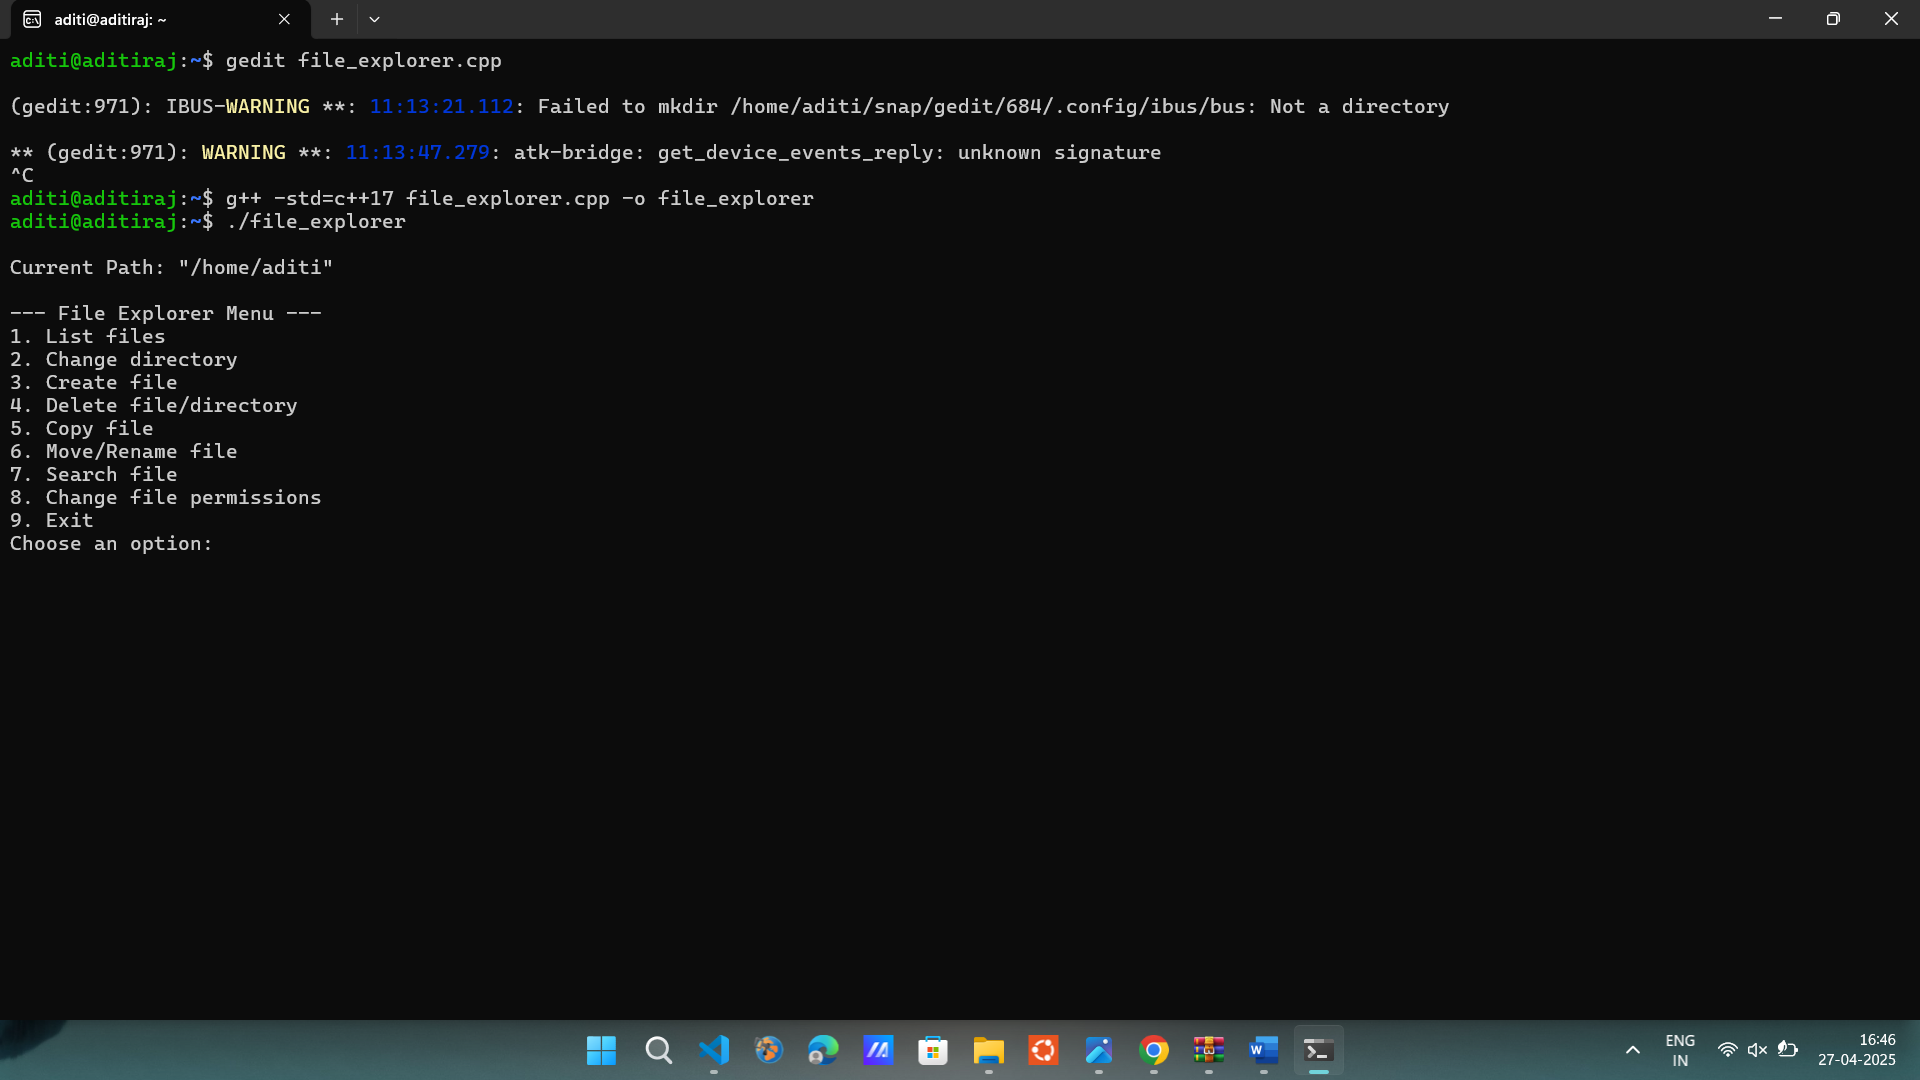 aditi@aditiraj: ~
aditi@aditiraj:~$ gedit file_explorer.cpp
(gedit:971): IBUS-WARNING **: 11:13:21.112: Failed to mkdir /home/aditi/snap/gedit/684/.config/ibus/bus: Not a directory
** (gedit:971): WARNING **: 11:13:47.279: atk-bridge: get_device_events_reply: unknown signature
^C
aditi@aditiraj:~$ g++ -std=c++17 file_explorer.cpp -o file_explorer
aditi@aditiraj:~$ ./file_explorer
Current Path: "/home/aditi"
--- File Explorer Menu ---
1. List files
2. Change directory
3. Create file
4. Delete file/directory
5. Copy file
6. Move/Rename file
7. Search file
8. Change file permissions
9. Exit
Choose an option:
ENG
IN
16:46
27-04-2025